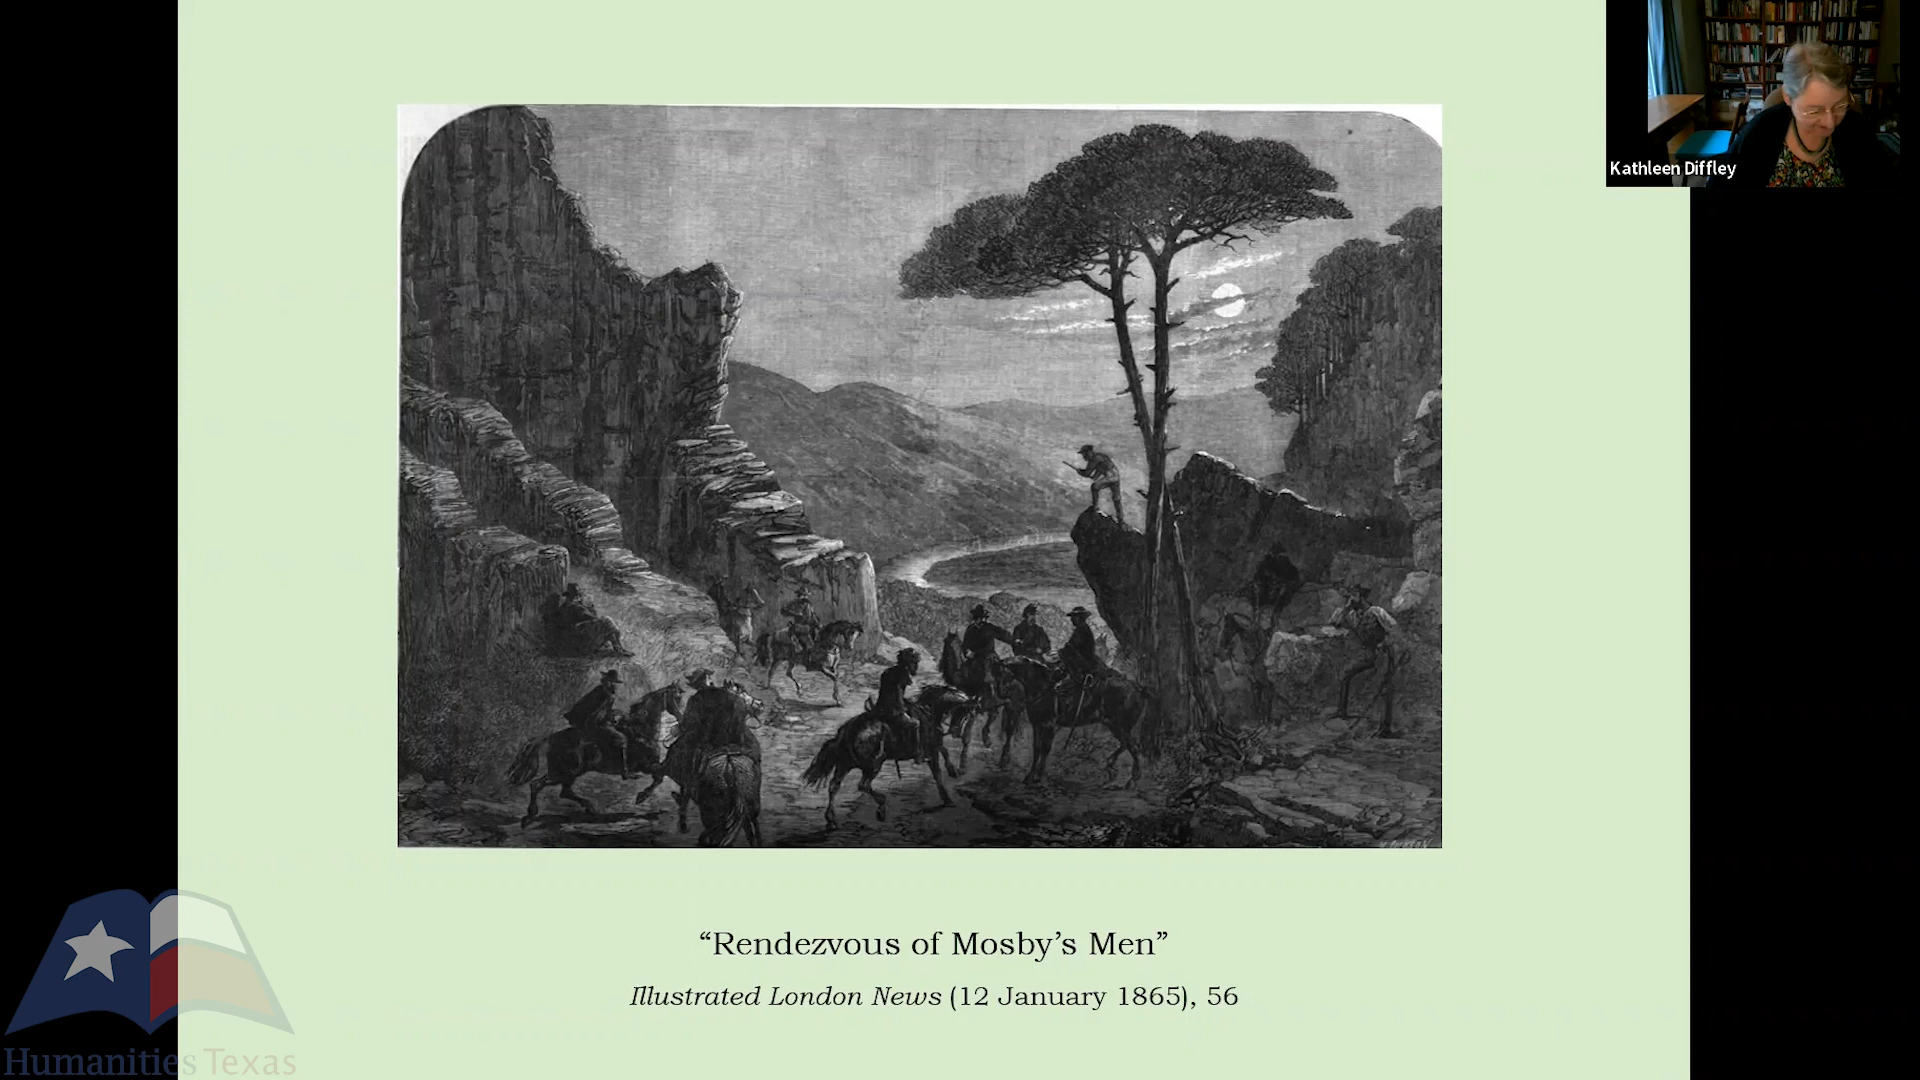 Kathleen Diffley
“Rendezvous of Mosby’s Men”
Illustrated London News (12 January 1865), 56
Humanities Texas